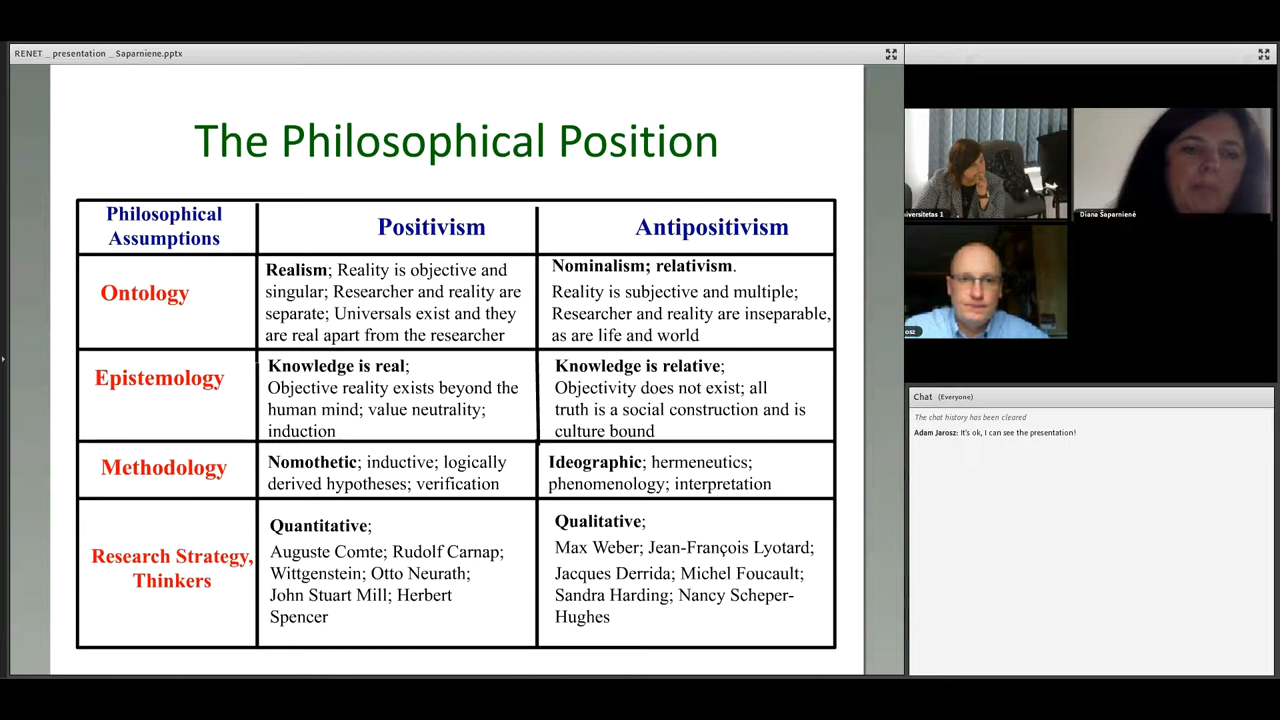 RENET _ presentation _ Saparniene.pptx
The Philosophical Position
Philosophical
Assumptions
Positivism
Antipositivism
Ontology
Realism; Reality is objective and
singular; Researcher and reality are
separate; Universals exist and they
are real apart from the researcher
Nominalism; relativism.
Reality is subjective and multiple;
Researcher and reality are inseparable,
as are life and world
Epistemology
Knowledge is real;
Objective reality exists beyond the
human mind; value neutrality;
induction
Knowledge is relative;
Objectivity does not exist; all
truth is a social construction and is
culture bound
Methodology
Nomothetic; inductive; logically
derived hypotheses; verification
Ideographic; hermeneutics;
phenomenology; interpretation
Research Strategy,
Thinkers
Quantitative;
Auguste Comte; Rudolf Carnap;
Wittgenstein; Otto Neurath;
John Stuart Mill; Herbert
Spencer
Qualitative;
Max Weber; Jean-François Lyotard;
Jacques Derrida; Michel Foucault;
Sandra Harding; Nancy Scheper-
Hughes
iversitetas 1
Diana Šaparnienė
osz
Chat (Everyone)
The chat history has been cleared
Adam Jarosz: It's ok, I can see the presentation!